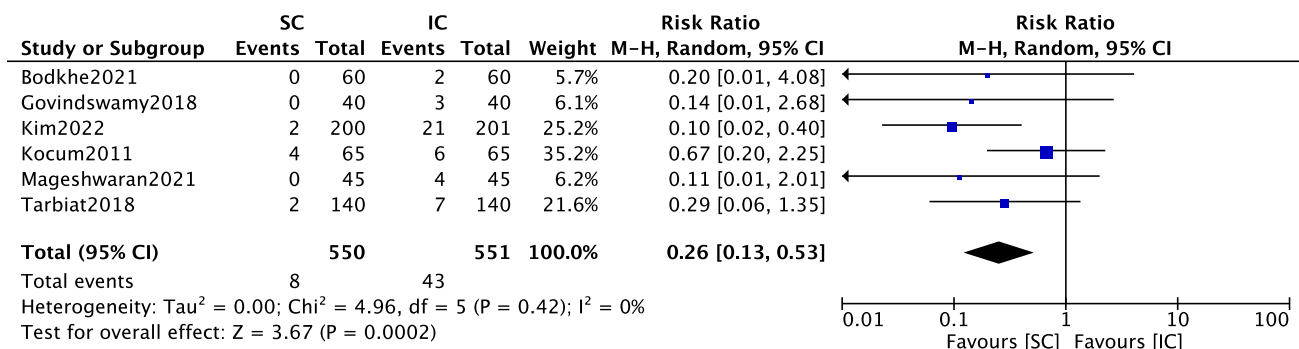 SC IC Risk Ratio Risk Ratio
Study or Subgroup Events Total Events Total Weight M-H, Random, 95% CI M-H, Random, 95% CI
Bodkhe2021 0 60 2 60 5.7% 0.20 [0.01, 4.08]
Govindswamy2018 0 40 3 40 6.1% 0.14 [0.01, 2.68]
Kim2022 2 200 21 201 25.2% 0.10 [0.02, 0.40]
Kocum2011 4 65 6 65 35.2% 0.67 [0.20, 2.25]
Mageshwaran2021 0 45 4 45 6.2% 0.11 [0.01, 2.01]
Tarbiat2018 2 140 7 140 21.6% 0.29 [0.06, 1.35]
Total (95% CI) 550 551 100.0% 0.26 [0.13, 0.53]
Total events 8 43
Heterogeneity: Tau² = 0.00; Chi² = 4.96, df = 5 (P = 0.42); I² = 0%
Test for overall effect: Z = 3.67 (P = 0.0002)
0.01 0.1 1 10 100
Favours [SC] Favours [IC]